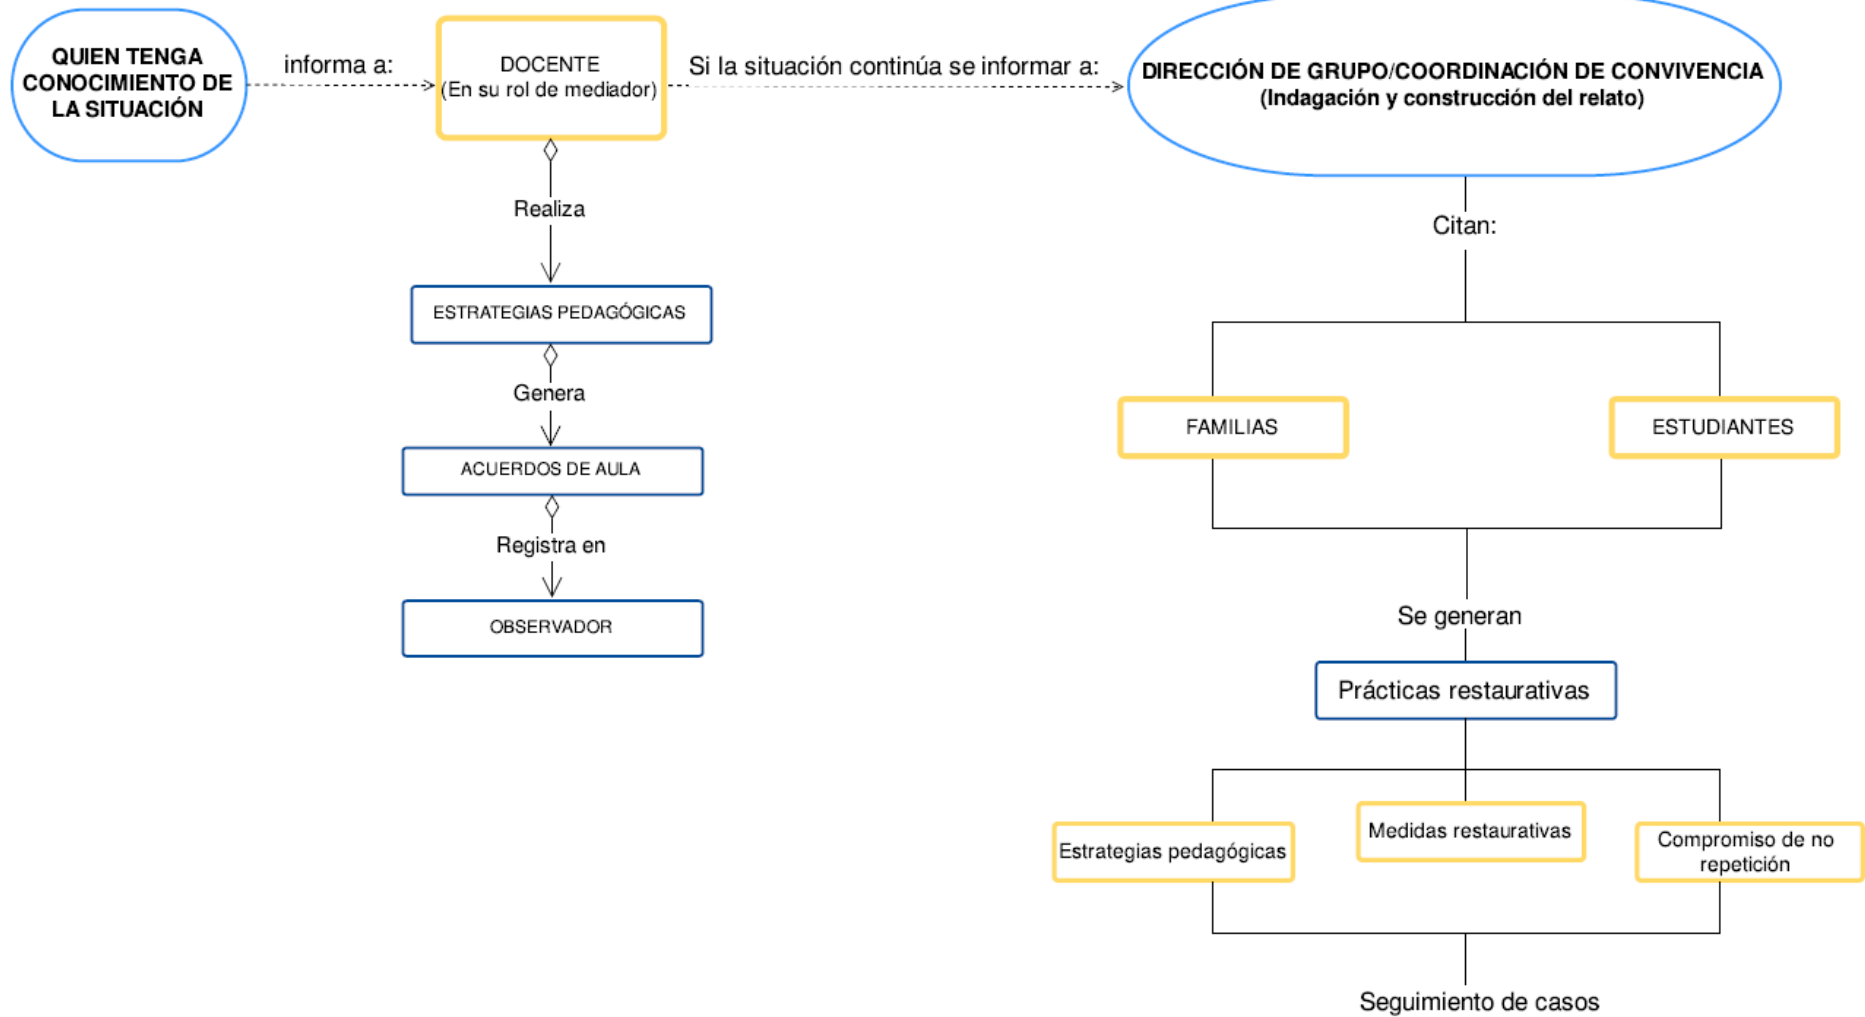 QUIEN TENGA
CONOCIMIENTO DE
LA SITUACIÓN
informa a:
DOCENTE
(En su rol de mediador)
Si la situación continúa se informar a:
DIRECCIÓN DE GRUPO/COORDINACIÓN DE CONVIVENCIA
(Indagación y construcción del relato)
Realiza
ESTRATEGIAS PEDAGÓGICAS
Genera
ACUERDOS DE AULA
Registra en
OBSERVADOR
Citan:
FAMILIAS
ESTUDIANTES
Se generan
Prácticas restaurativas
Estrategias pedagógicas
Medidas restaurativas
Compromiso de no
repetición
Seguimiento de casos